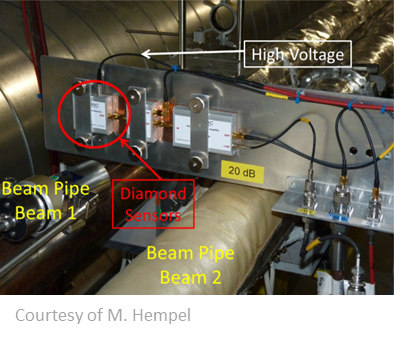 High Voltage
20 dB
Diamond
Sensors
Beam Pipe
Beam 1
Beam Pipe
Beam 2
Courtesy of M. Hempel